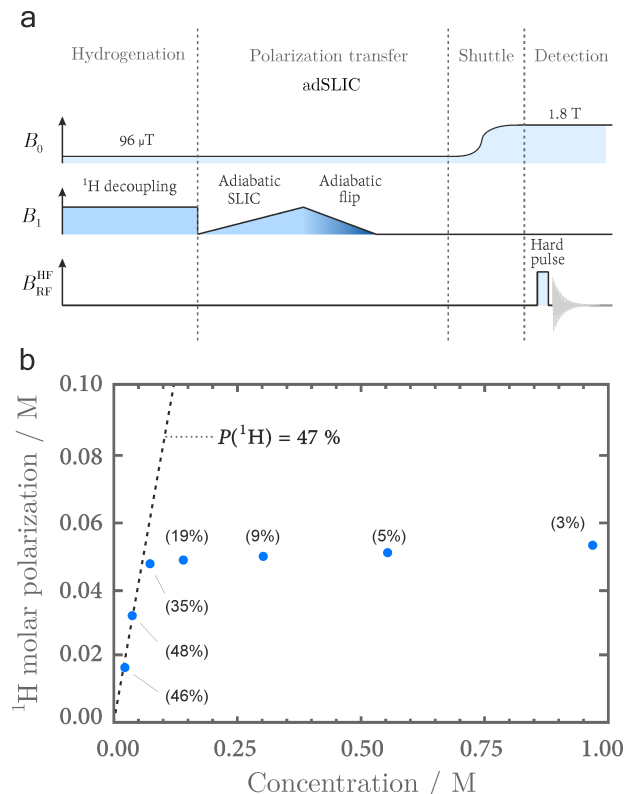 a
Hydrogenation
Polarization transfer
adSLIC
Shuttle
Detection
B₀
96 µT
1.8 T
B₁
¹H decoupling
Adiabatic
SLIC
Adiabatic
flip
B_RF^HF
Hard
pulse
b
¹H molar polarization / M
0.10
0.08
0.06
0.04
0.02
0.00
P(¹H) = 47 %
(19%)
(9%)
(5%)
(3%)
(35%)
(48%)
(46%)
0.00
0.25
0.50
0.75
1.00
Concentration / M